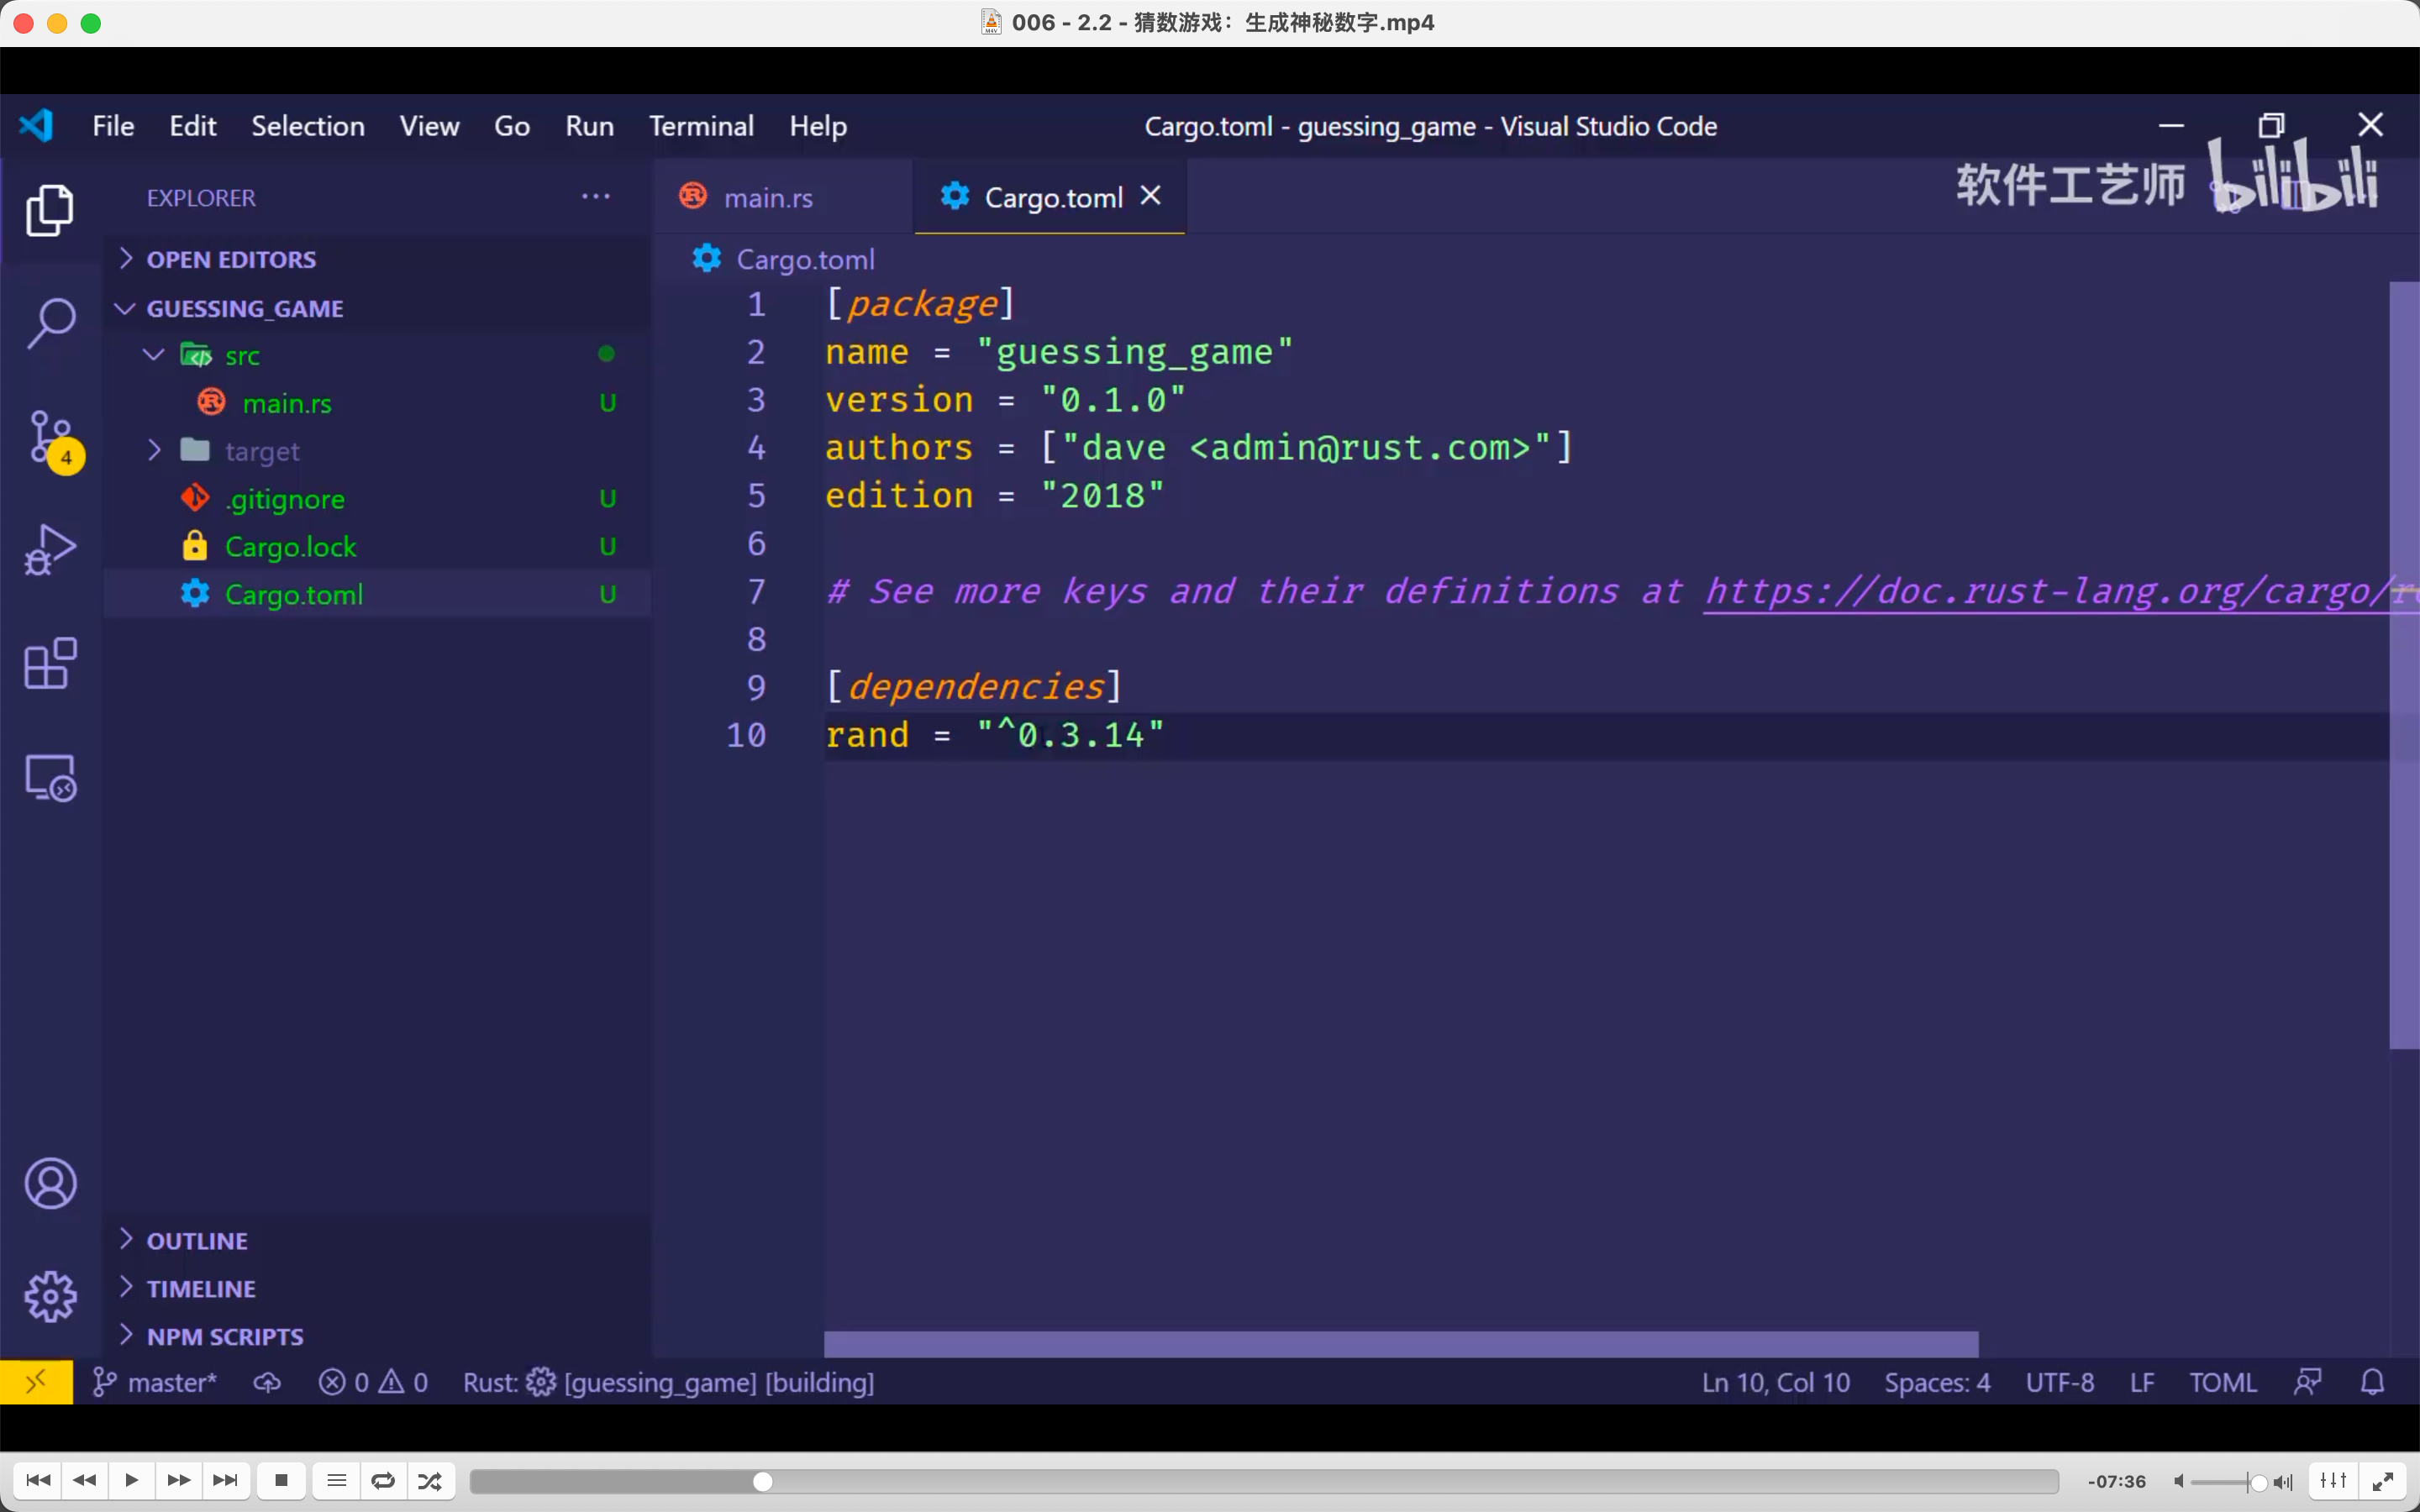 006 - 2.2 - 猜数游戏：生成神秘数字.mp4
File Edit Selection View Go Run Terminal Help
Cargo.toml - guessing_game - Visual Studio Code
软件工艺师 bilibili
EXPLORER
OPEN EDITORS
GUESSING_GAME
src
main.rs U
target
.gitignore U
Cargo.lock U
Cargo.toml U
4
OUTLINE
TIMELINE
NPM SCRIPTS
main.rs
Cargo.toml
Cargo.toml
1 [package]
2 name = "guessing_game"
3 version = "0.1.0"
4 authors = ["dave <admin@rust.com>"]
5 edition = "2018"
6
7 # See more keys and their definitions at https://doc.rust-lang.org/cargo/
8
9 [dependencies]
10 rand = "^0.3.14"
master* 0 0 Rust: [guessing_game] [building]
Ln 10, Col 10 Spaces: 4 UTF-8 LF TOML
-07:36